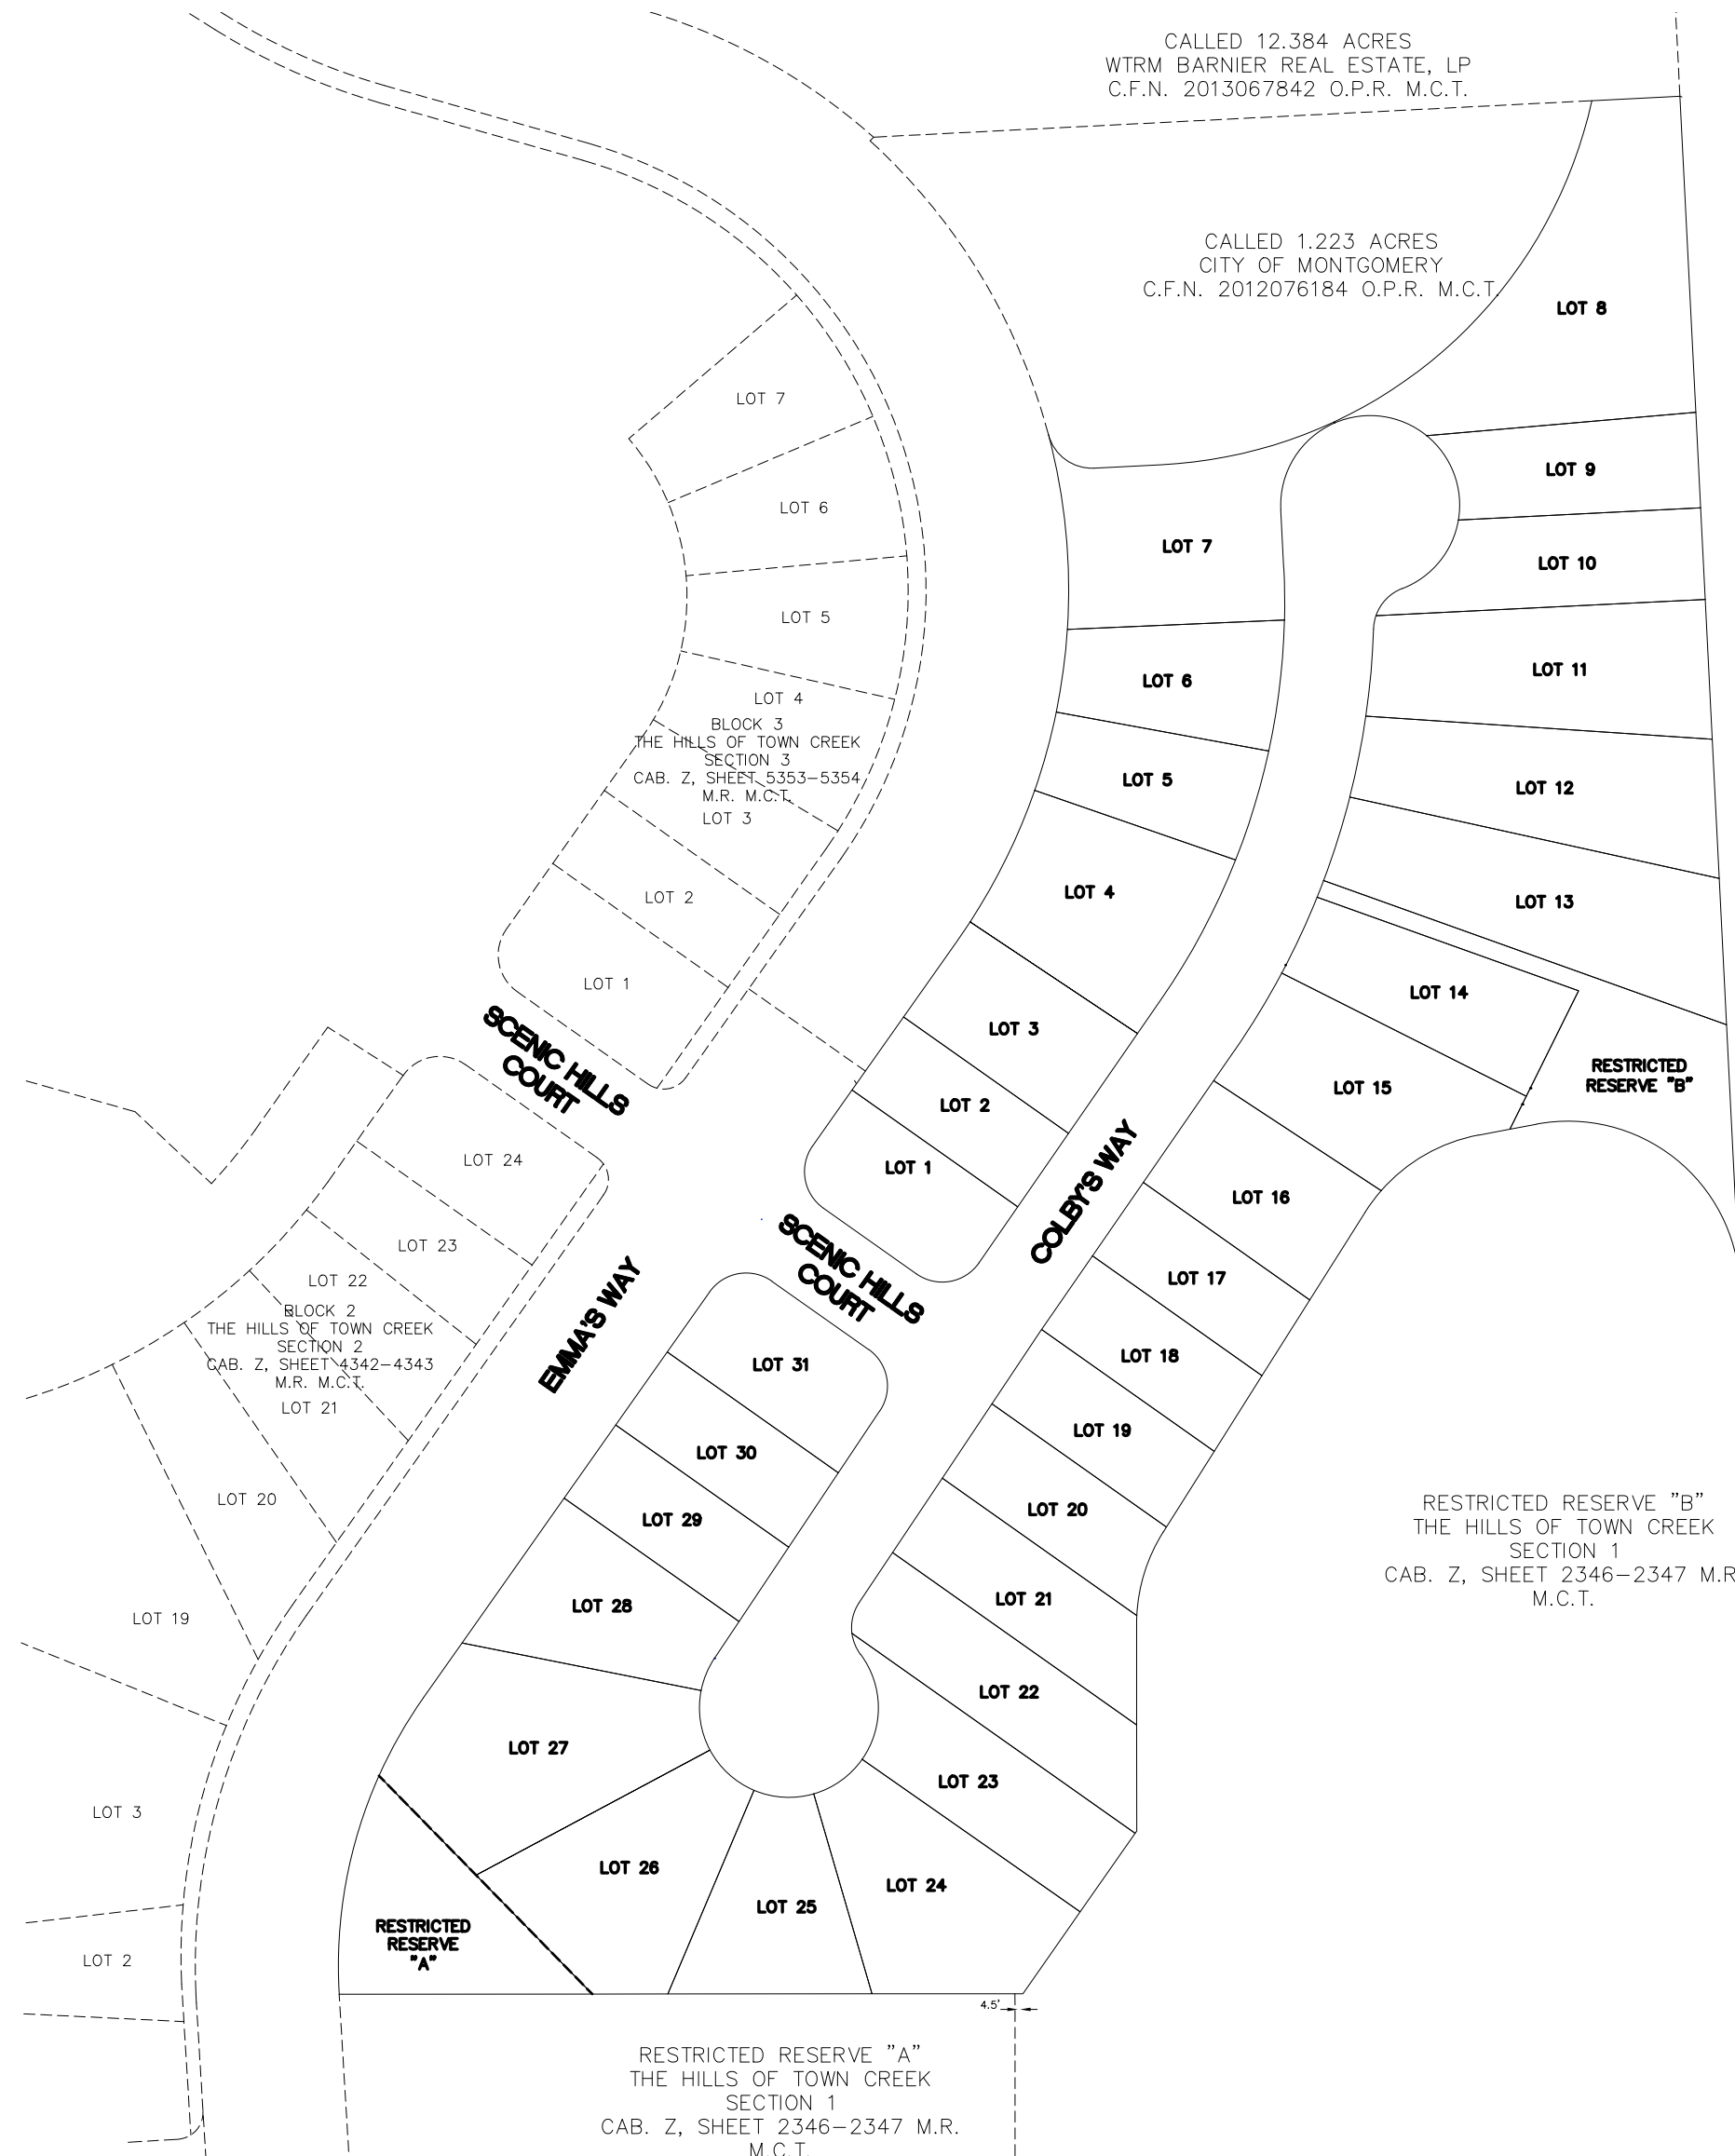 CALLED 12.384 ACRES
WTRM BARNIER REAL ESTATE, LP
C.F.N. 2013067842 O.P.R. M.C.T.
CALLED 1.223 ACRES
CITY OF MONTGOMERY
C.F.N. 2012076184 O.P.R. M.C.T.
LOT 8
LOT 7
LOT 9
LOT 6
LOT 7
LOT 10
LOT 5
LOT 11
LOT 6
LOT 4
BLOCK 3
THE HILLS OF TOWN CREEK
SECTION 3
CAB. Z, SHEET 5353-5354
M.R. M.C.T.
LOT 3
LOT 5
LOT 12
LOT 4
LOT 2
LOT 13
LOT 1
LOT 14
LOT 3
SCENIC HILLS
COURT
RESTRICTED
RESERVE "B"
LOT 15
LOT 2
LOT 24
LOT 1
COLBY'S WAY
LOT 16
LOT 23
SCENIC HILLS
COURT
LOT 17
LOT 22
BLOCK 2
THE HILLS OF TOWN CREEK
SECTION 2
CAB. Z, SHEET 4342-4343
M.R. M.C.T.
LOT 21
EMMA'S WAY
LOT 31
LOT 18
LOT 30
LOT 19
LOT 20
LOT 29
LOT 20
RESTRICTED RESERVE "B"
THE HILLS OF TOWN CREEK
SECTION 1
CAB. Z, SHEET 2346-2347 M.R
M.C.T.
LOT 19
LOT 28
LOT 21
LOT 22
LOT 27
LOT 23
LOT 3
LOT 26
LOT 24
LOT 25
RESTRICTED
RESERVE
"A"
LOT 2
4.5'
RESTRICTED RESERVE "A"
THE HILLS OF TOWN CREEK
SECTION 1
CAB. Z, SHEET 2346-2347 M.R.
M.C.T.